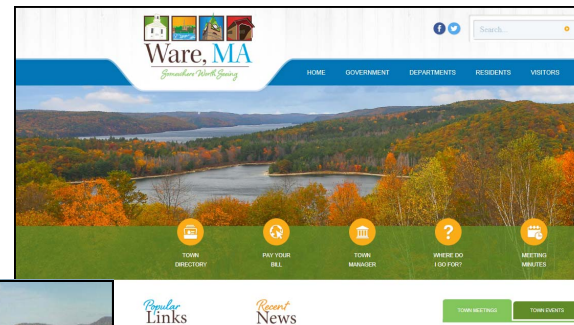 Search...
Ware, MA
Somewhere Worth Seeing
HOME GOVERNMENT DEPARTMENTS RESIDENTS VISITORS
TOWN DIRECTORY
PAY YOUR BILL
TOWN MANAGER
WHERE DO I GO FOR?
MEETING MINUTES
Popular Links
Recent News
TOWN MEETINGS
TOWN EVENTS